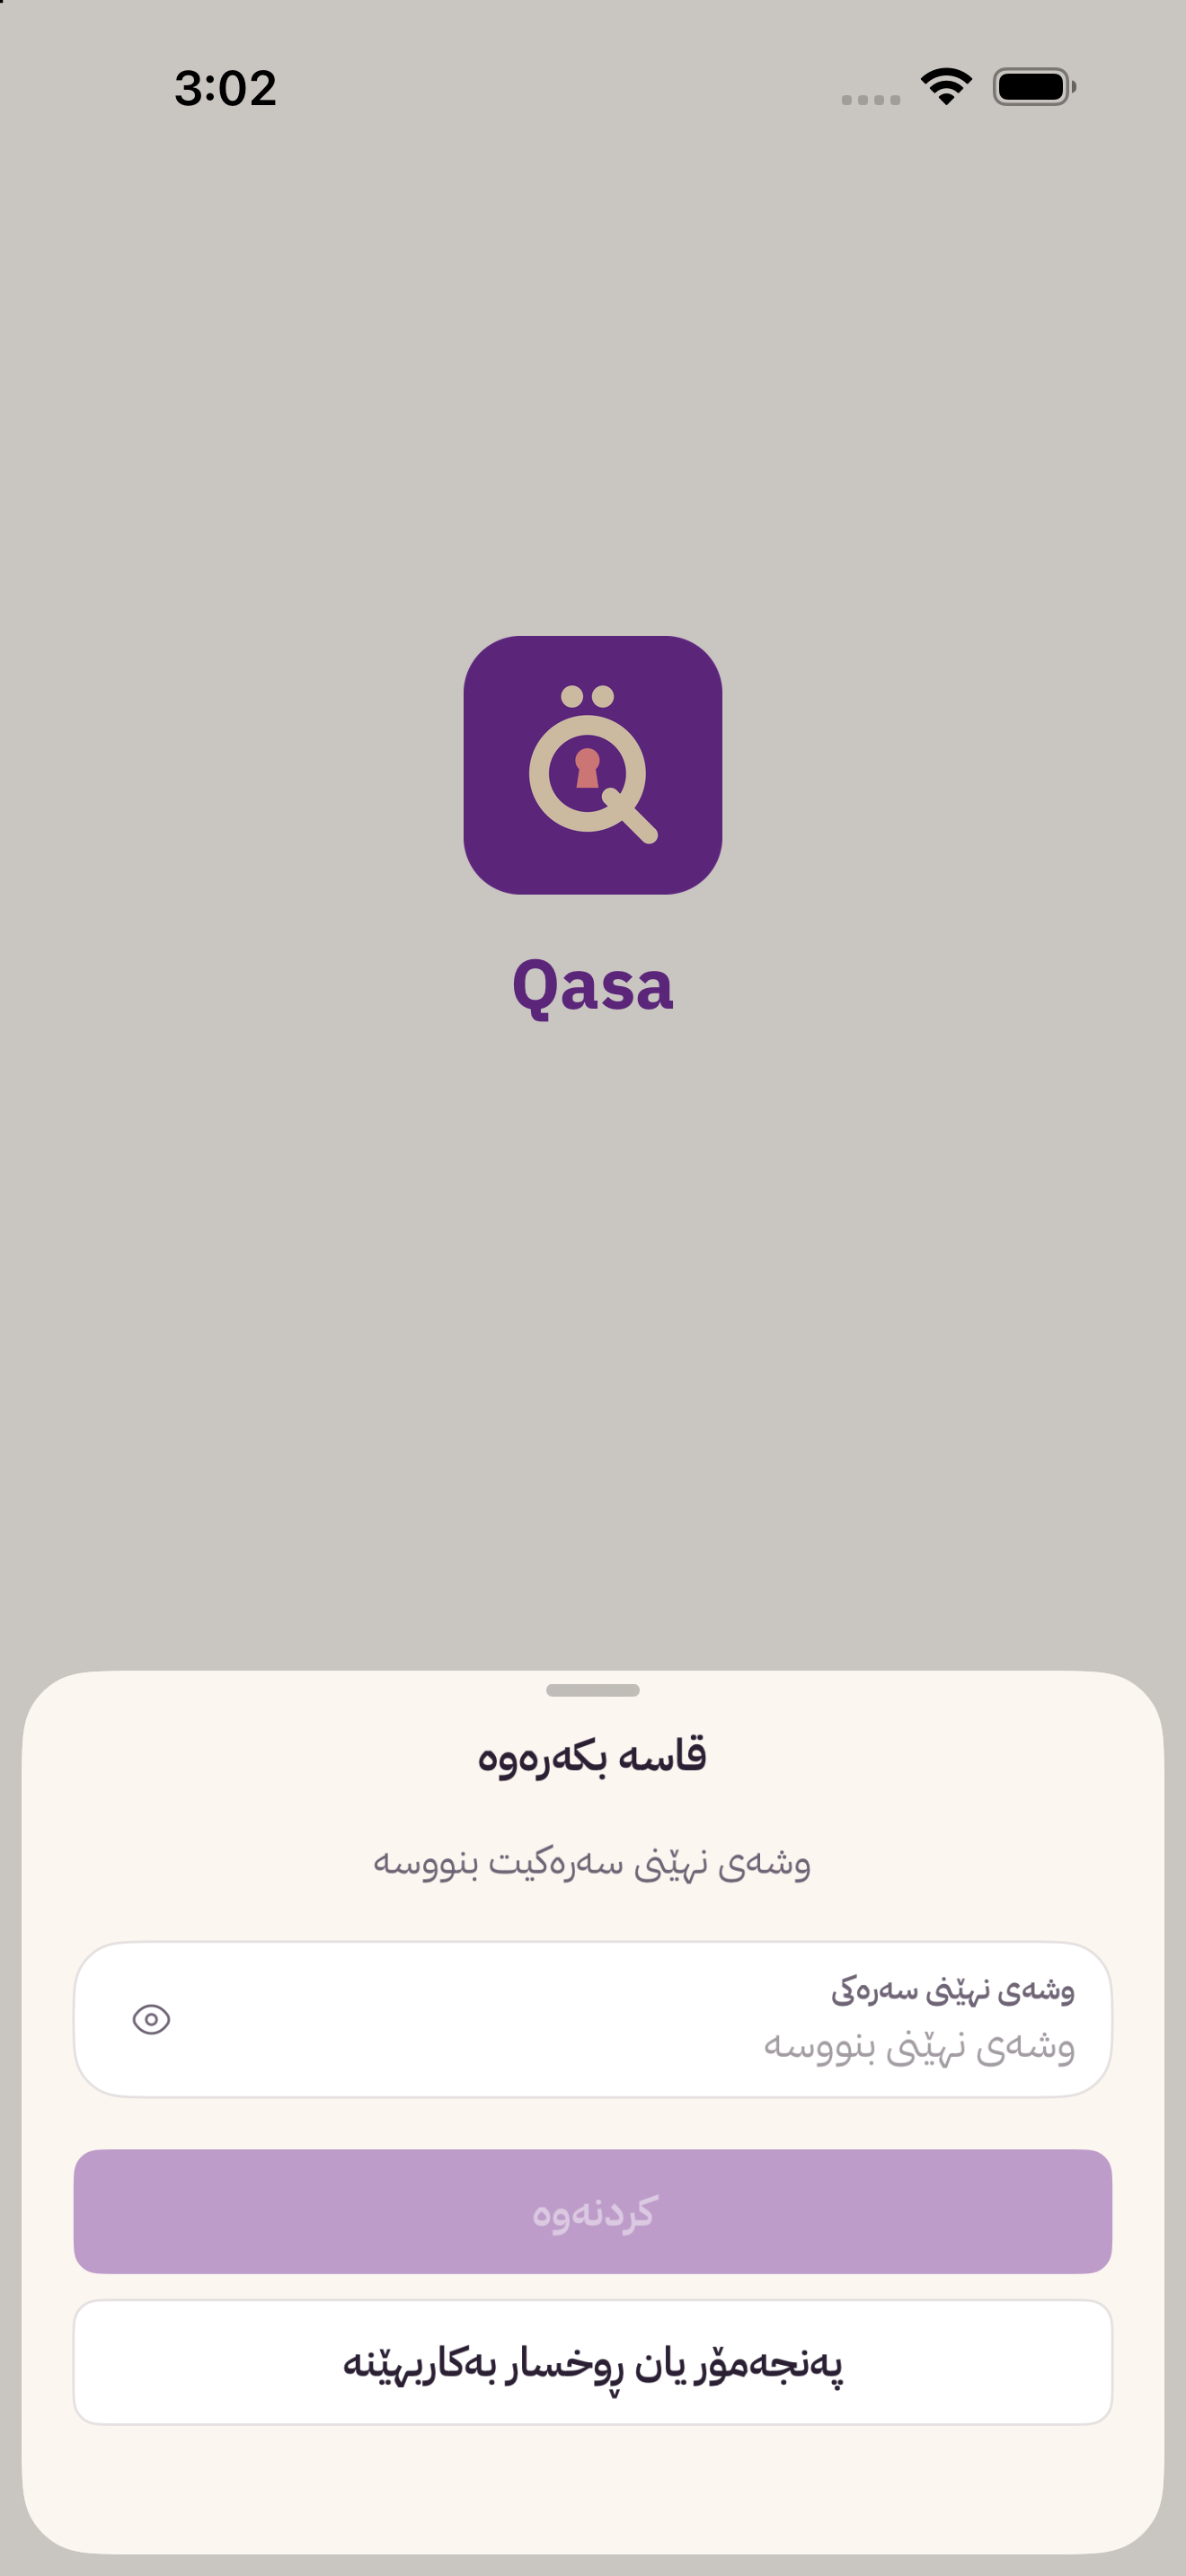 3:02
Qasa
قاسە بکەرەوە
وشەی نهێنی سەرەکیت بنووسە
وشەی نهێنی سەرەکی
وشەی نهێنی بنووسە
کردنەوە
پەنجەمۆر یان ڕوخسار بەکاربهێنە